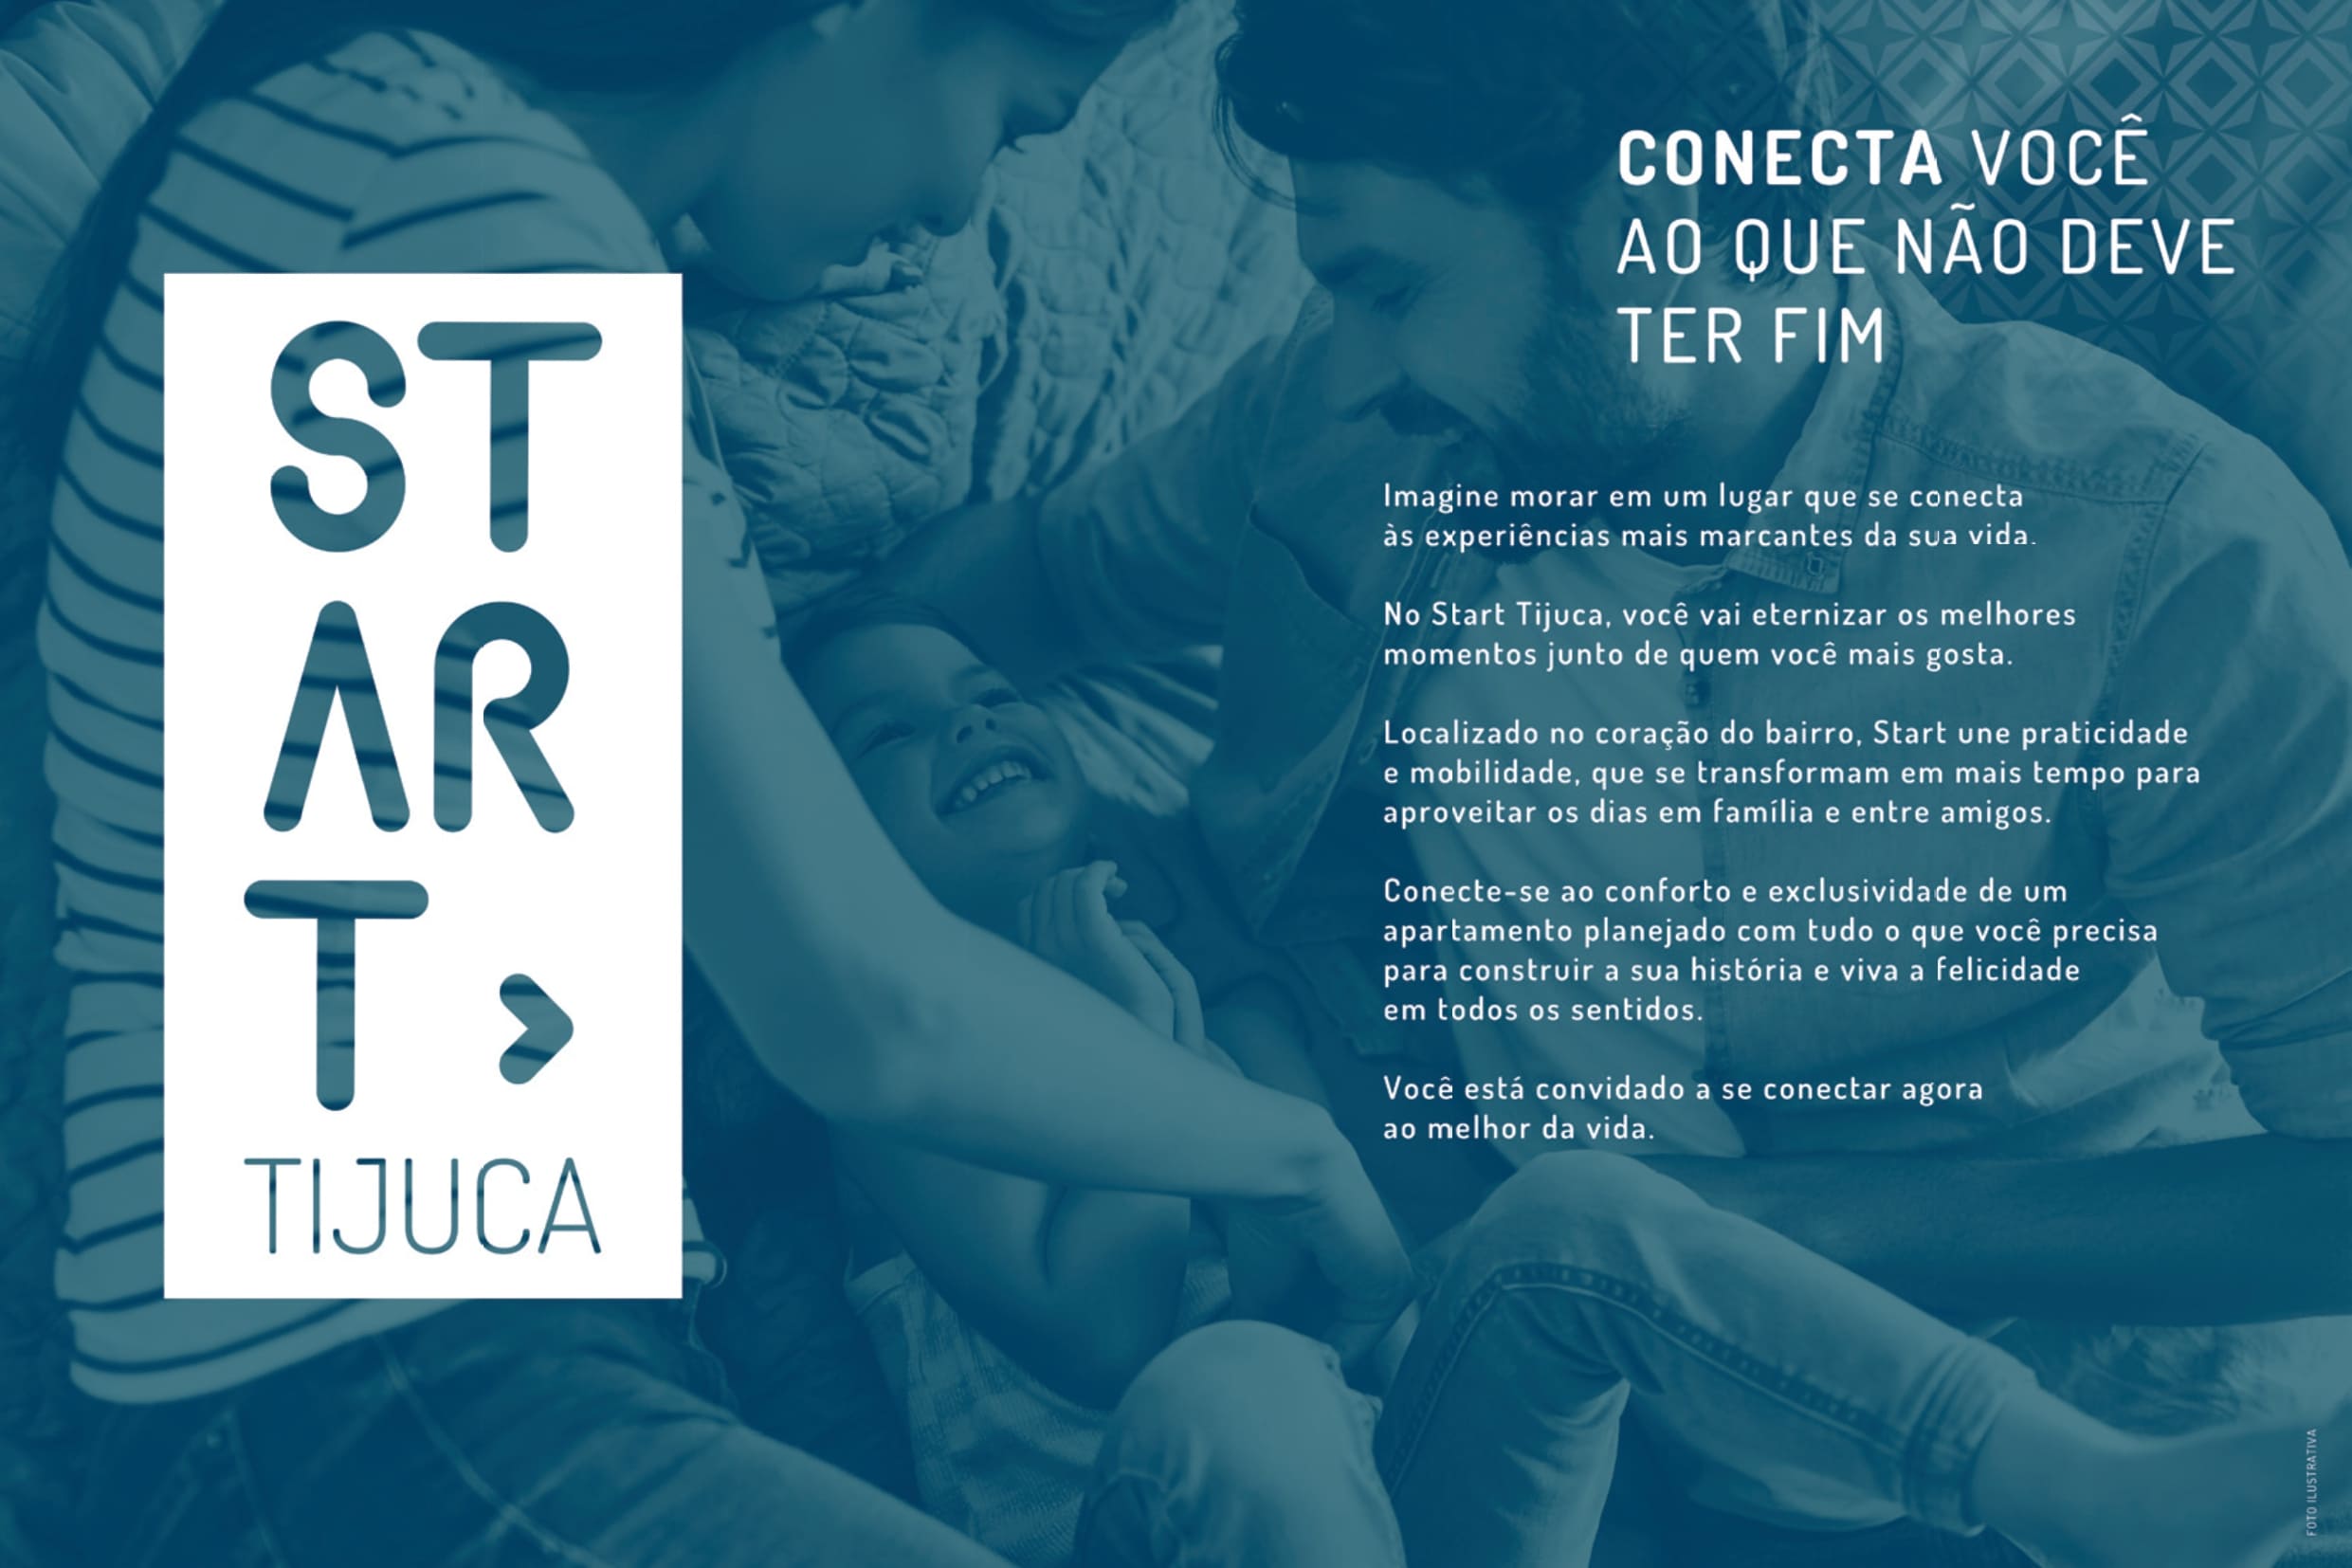 ST
AR
T >
TIJUCA
CONECTA VOCÊ
AO QUE NÃO DEVE
TER FIM
Imagine morar em um lugar que se conecta
às experiências mais marcantes da sua vida.
No Start Tijuca, você vai eternizar os melhores
momentos junto de quem você mais gosta.
Localizado no coração do bairro, Start une praticidade
e mobilidade, que se transformam em mais tempo para
aproveitar os dias em família e entre amigos.
Conecte-se ao conforto e exclusividade de um
apartamento planejado com tudo o que você precisa
para construir a sua história e viva a felicidade
em todos os sentidos.
Você está convidado a se conectar agora
ao melhor da vida.
FOTO ILUSTRATIVA